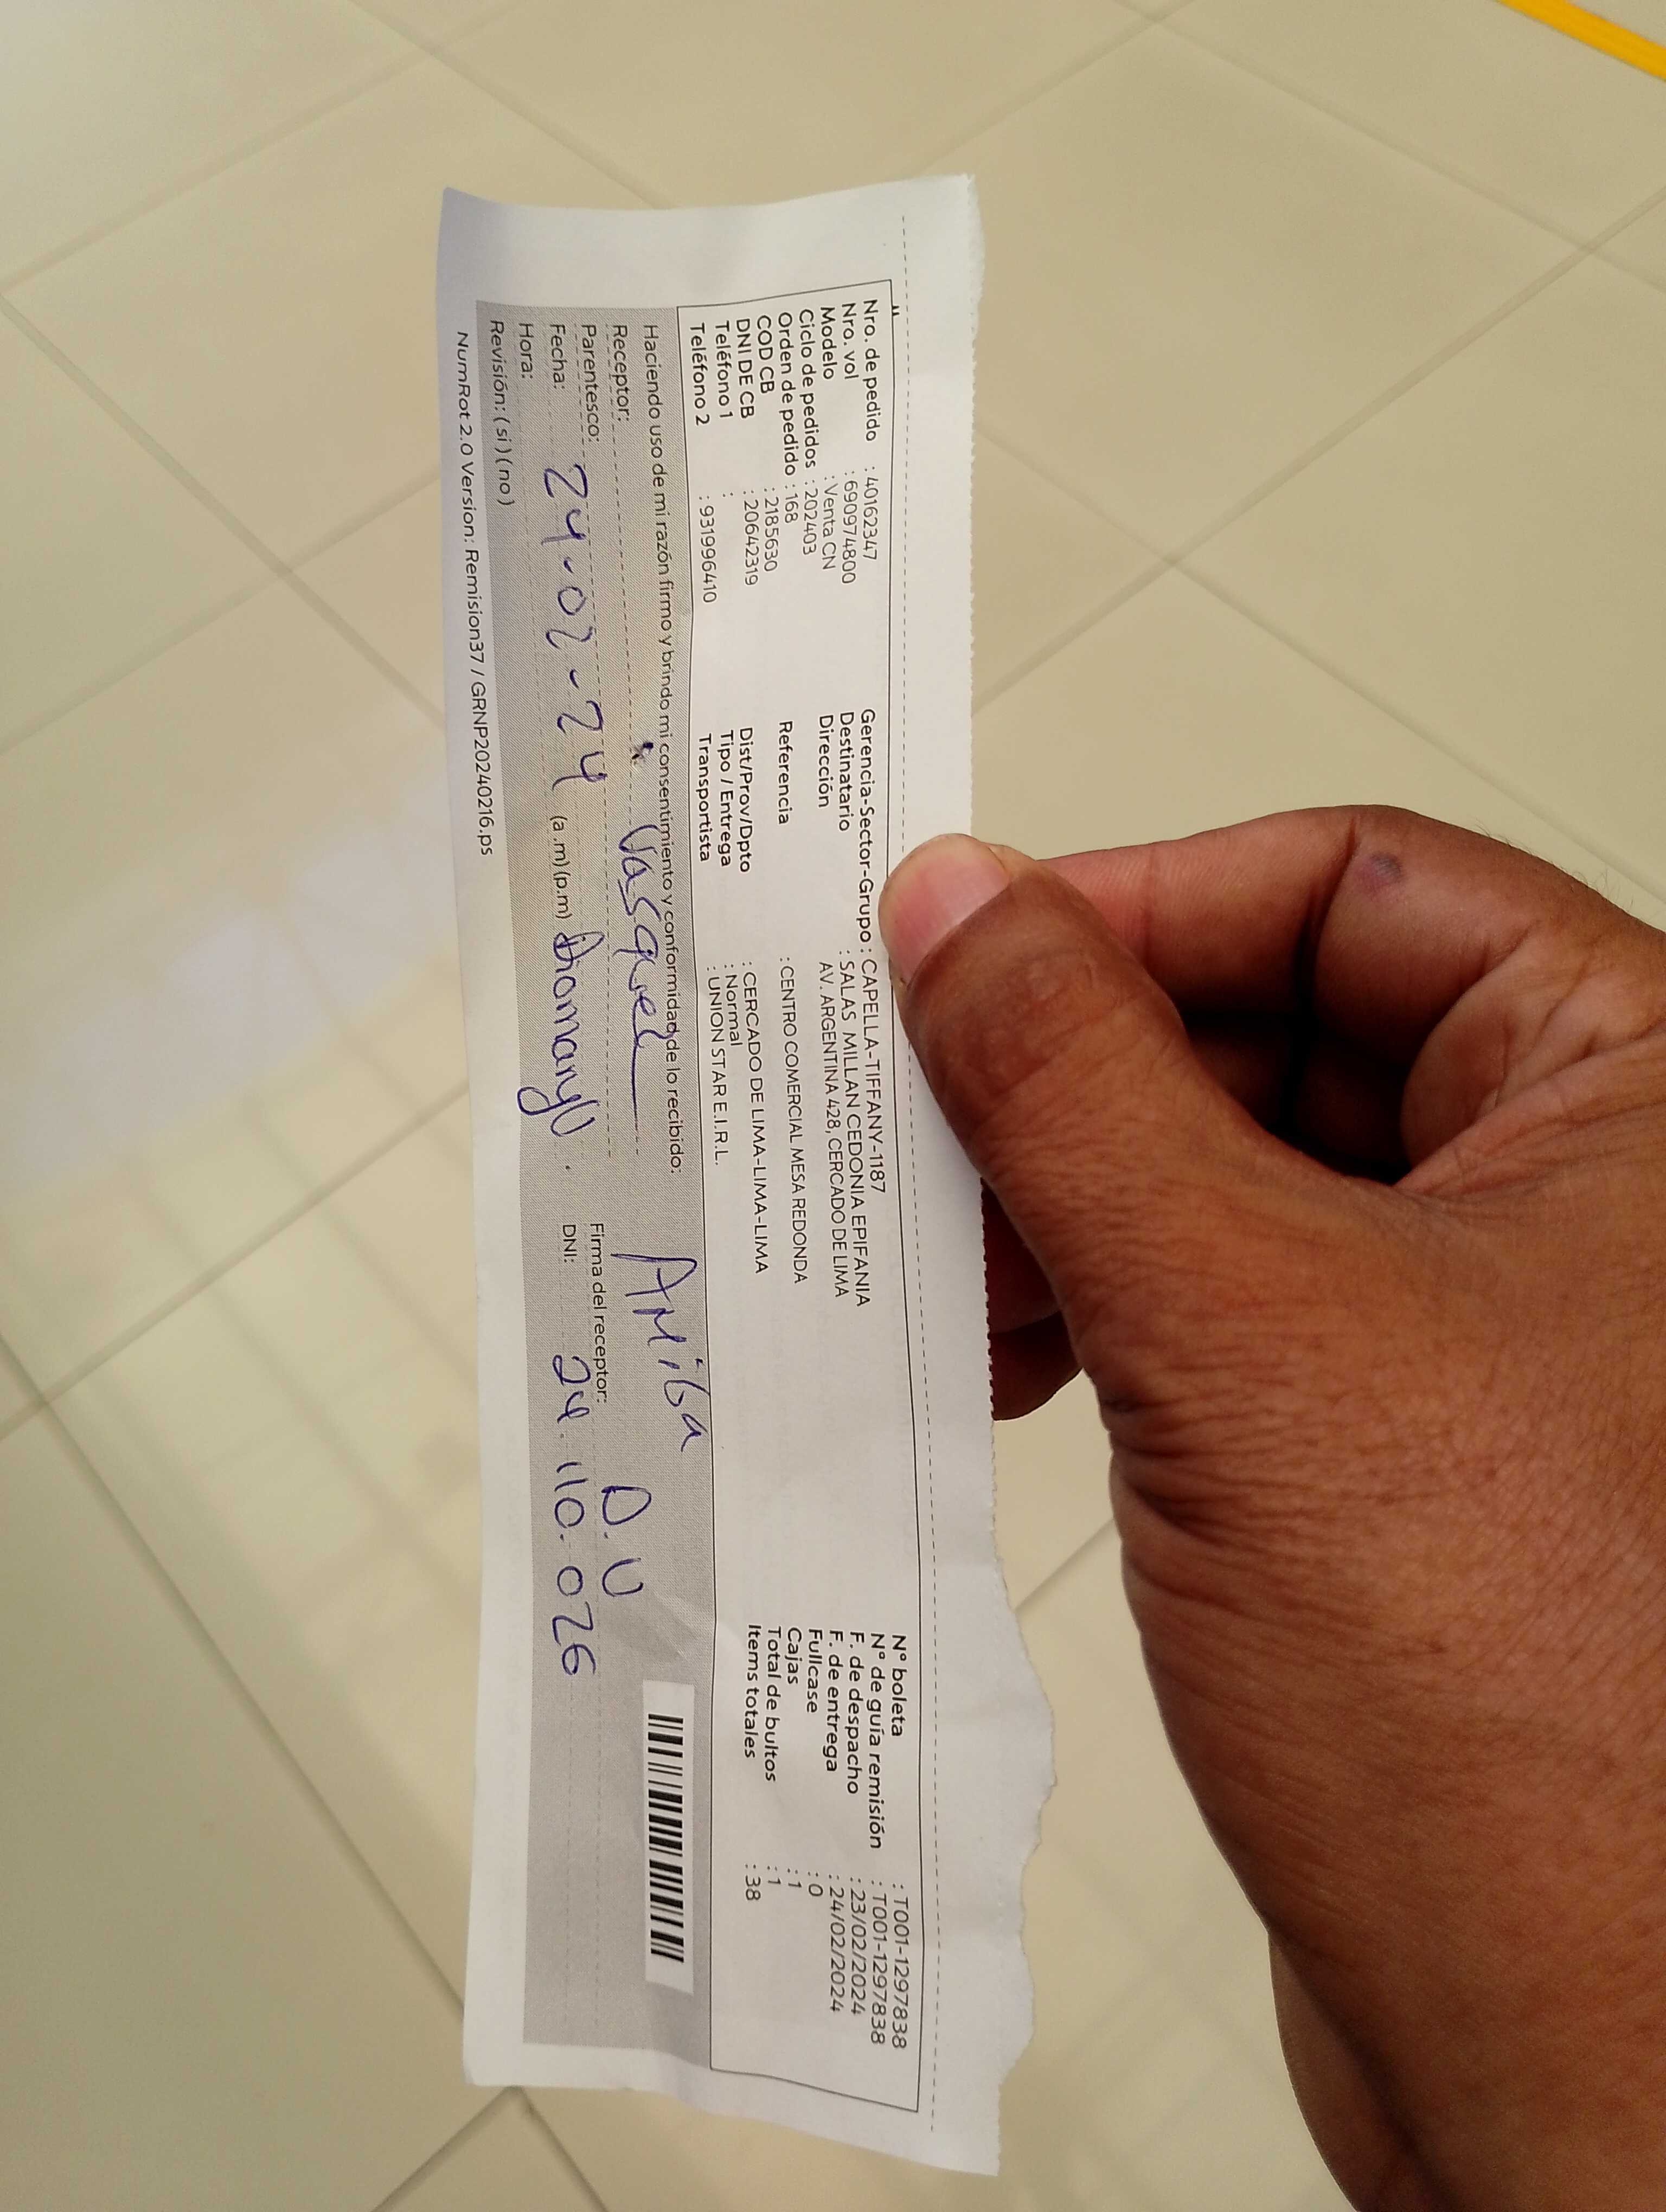 Nro. de pedido : 40162347
Nro. vol : 690974800
Modelo : Venta CN
Ciclo de pedidos : 202403
Orden de pedido : 168
COD CB : 2185630
DNI DE CB : 20642319
Teléfono 1 :
Teléfono 2 : 931996410
Gerencia-Sector-Grupo : CAPELLA-TIFFANY-1187
Destinatario : SALAS MILLAN CEDONIA EPIFANIA
Dirección AV. ARGENTINA 428, CERCADO DE LIMA
Referencia : CENTRO COMERCIAL MESA REDONDA
Dist/Prov/Dpto : CERCADO DE LIMA-LIMA-LIMA
Tipo / Entrega : Normal
Transportista : UNION STAR E.I.R.L.
N° boleta : T001-1297838
N° de guía remisión : T001-1297838
F. de despacho : 23/02/2024
F. de entrega : 24/02/2024
Fullcase : 0
Cajas : 1
Total de bultos : 1
Items totales : 38
Haciendo uso de mi razón firmo y brindo mi consentimiento y conformidad de lo recibido:
Receptor: Vasquez
Parentesco:
Fecha: 24-02-24
Hora: (a .m) (p.m)
Revisión: ( si ) ( no )
AMiGa
D.V
Firma del receptor:
DNI: 24.110.026
NumRot 2.0 Version: Remision37 / GRNP20240216.ps